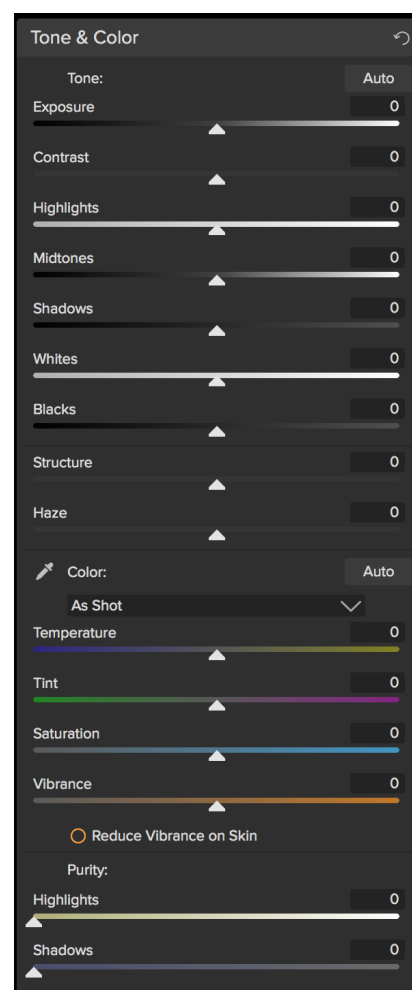 Tone & Color
Tone: Auto
Exposure 0
Contrast 0
Highlights 0
Midtones 0
Shadows 0
Whites 0
Blacks 0
Structure 0
Haze 0
Color: Auto
As Shot
Temperature 0
Tint 0
Saturation 0
Vibrance 0
Reduce Vibrance on Skin
Purity:
Highlights 0
Shadows 0